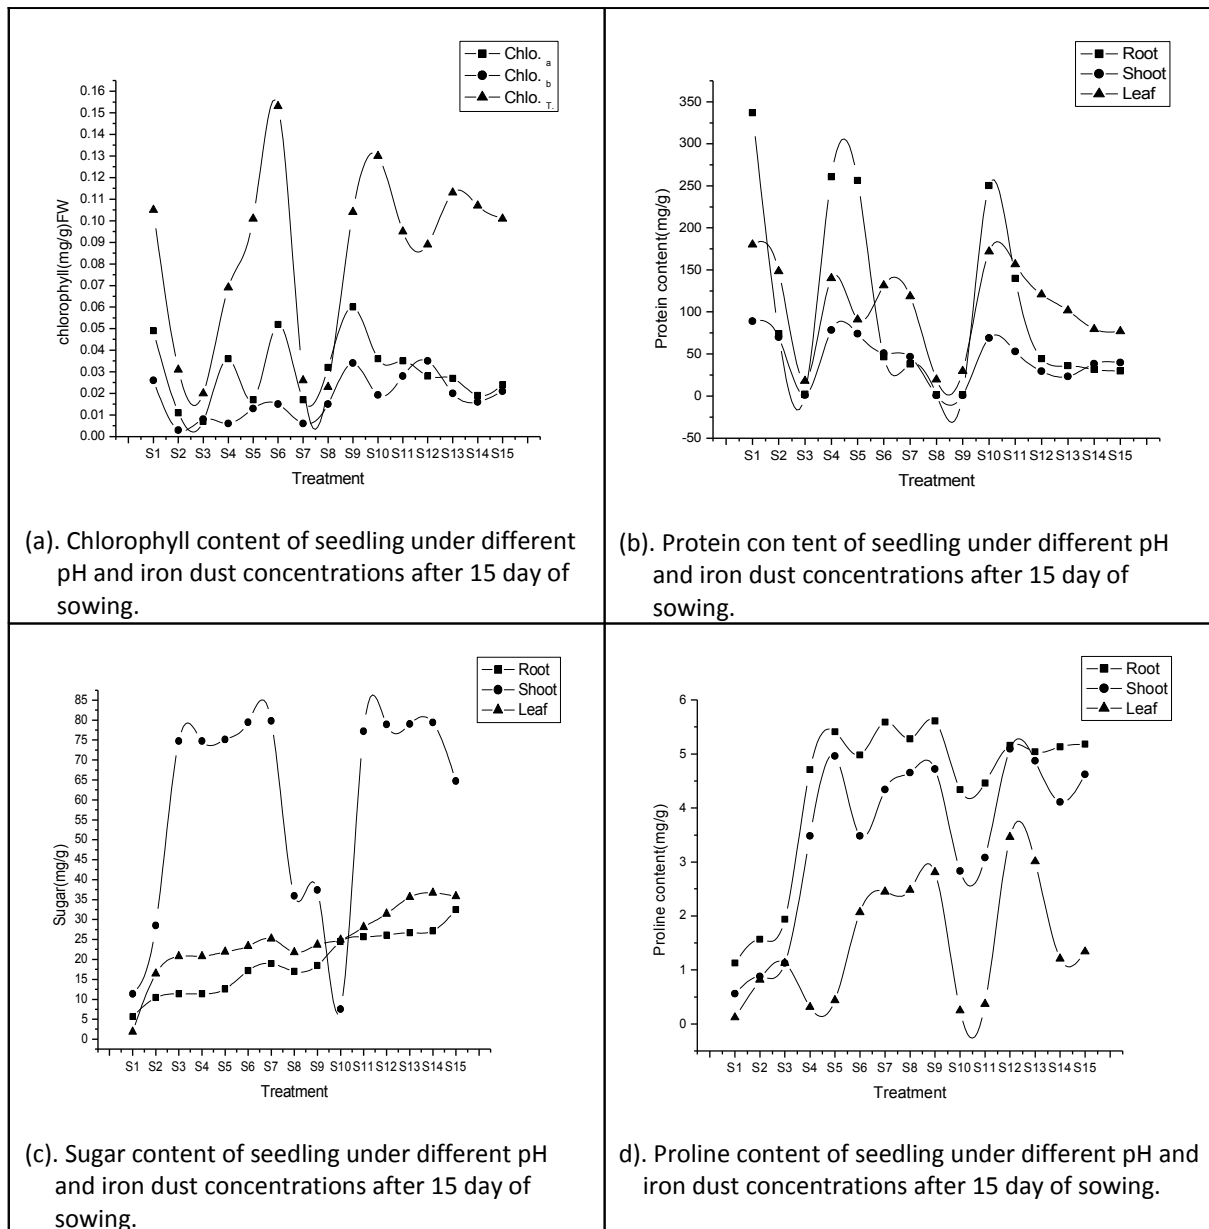 Chlo. a
Chlo. b
Chlo. T.
0.16
0.15
0.14
0.13
0.12
0.11
0.10
0.09
0.08
0.07
0.06
0.05
0.04
0.03
0.02
0.01
0.00
chlorophyll(mg/g)FW
S1 S2 S3 S4 S5 S6 S7 S8 S9 S10 S11 S12 S13 S14 S15
Treatment
(a). Chlorophyll content of seedling under different
pH and iron dust concentrations after 15 day of
sowing.
Root
Shoot
Leaf
350
300
250
200
150
100
50
0
-50
Protein content(mg/g)
S1 S2 S3 S4 S5 S6 S7 S8 S9 S10 S11 S12 S13 S14 S15
Treatment
(b). Protein con tent of seedling under different pH
and iron dust concentrations after 15 day of
sowing.
Root
Shoot
Leaf
85
80
75
70
65
60
55
50
45
40
35
30
25
20
15
10
5
0
Sugar(mg/g)
S1 S2 S3 S4 S5 S6 S7 S8 S9 S10 S11 S12 S13 S14 S15
Treatment
(c). Sugar content of seedling under different pH
and iron dust concentrations after 15 day of
sowing.
Root
Shoot
Leaf
6
5
4
3
2
1
0
Proline content(mg/g)
S1 S2 S3 S4 S5 S6 S7 S8 S9 S10 S11 S12 S13 S14 S15
Treatment
d). Proline content of seedling under different pH and
iron dust concentrations after 15 day of sowing.